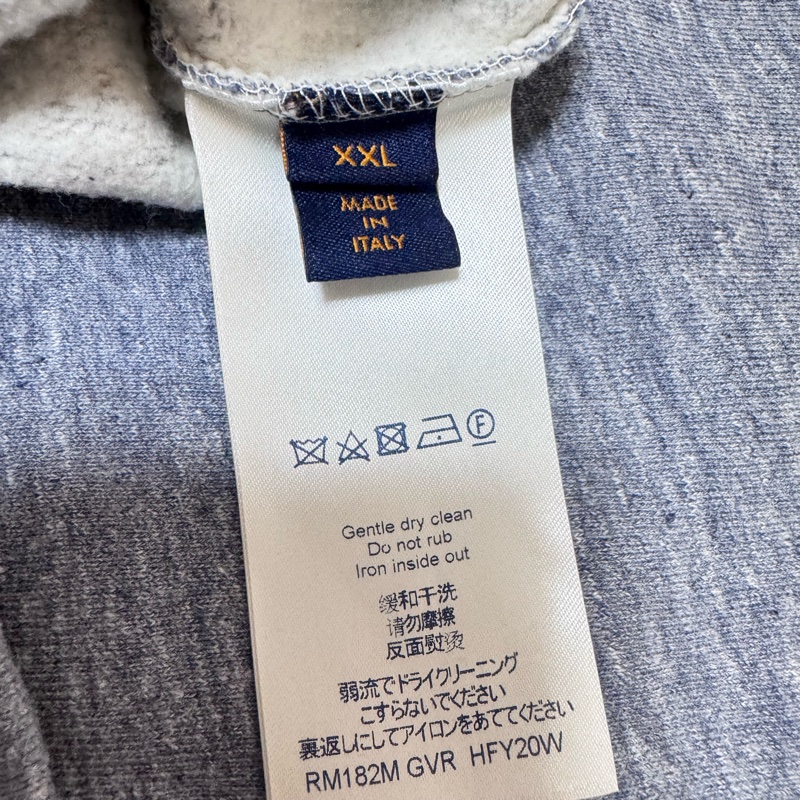 XXL
MADE
IN
ITALY
F
Gentle dry clean
Do not rub
Iron inside out
缓和干洗
请勿摩擦
反面熨烫
弱流でドライクリーニング
こすらないでください
裏返しにしてアイロンをあててください
RM182M GVR HFY20W